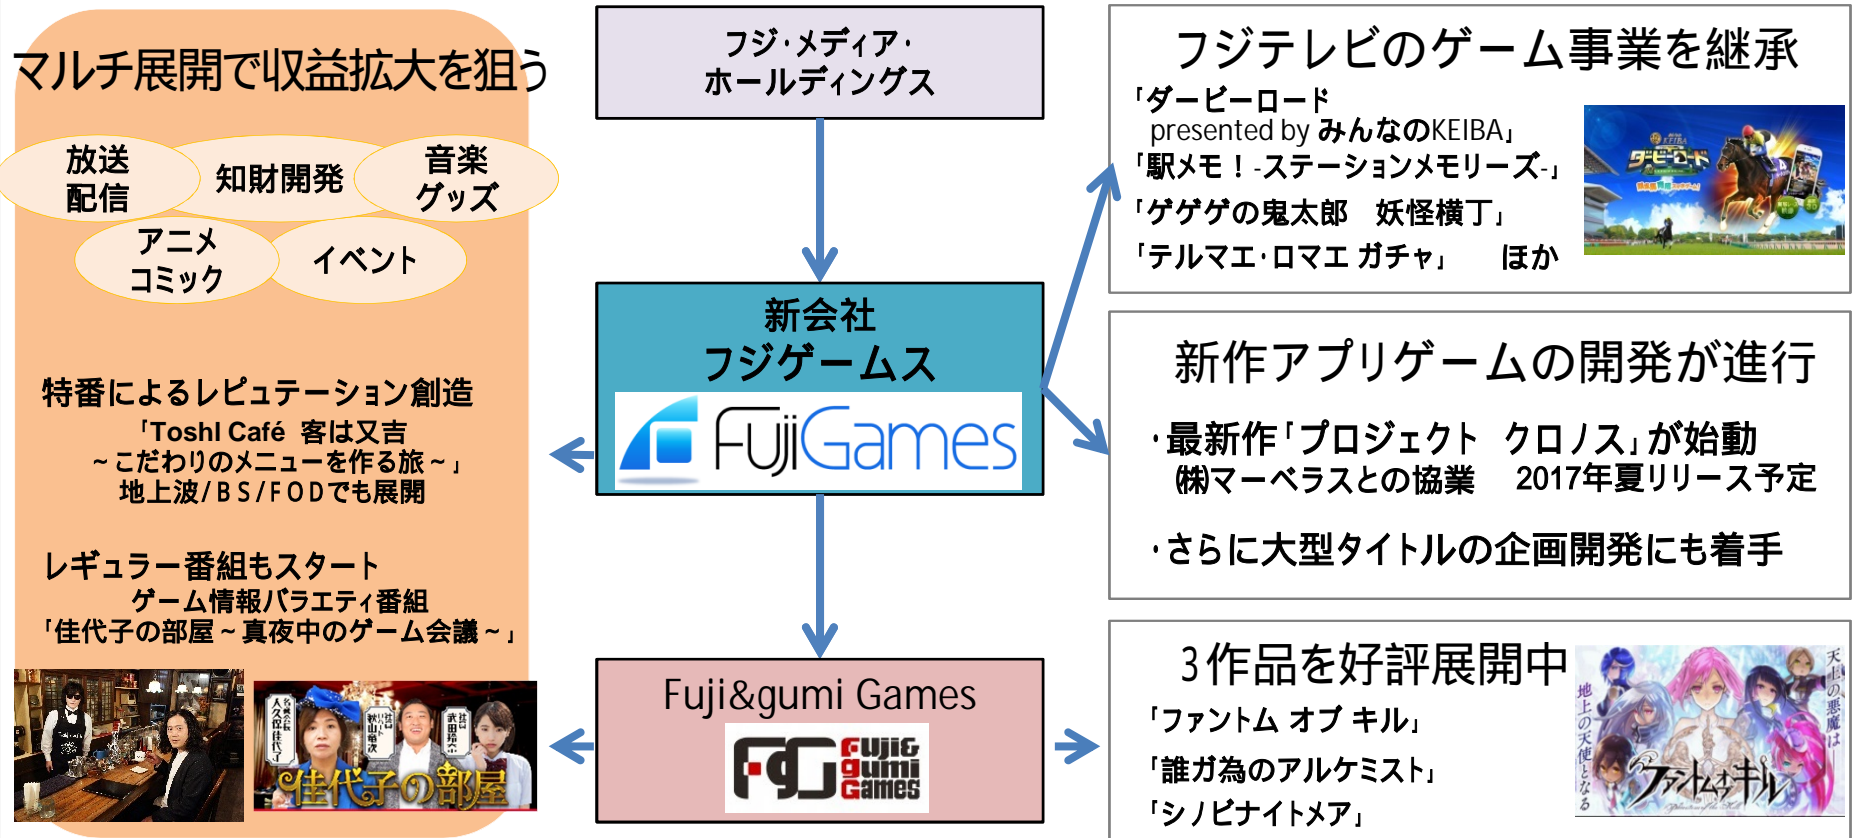 マルチ展開で収益拡大を狙う
放送
配信
知財開発
音楽
グッズ
アニメ
コミック
イベント
特番によるレピュテーション創造
「ToshI Café 客は又吉
～こだわりのメニューを作る旅～」
地上波/BS/FODでも展開
レギュラー番組もスタート
ゲーム情報バラエティ番組
「佳代子の部屋～真夜中のゲーム会議～」
大久保佳代子
秋山竜次
武田玲奈
佳代子の部屋
フジ・メディア・
ホールディングス
新会社
フジゲームス
FujiGames
Fuji&gumi Games
FgG Fuji&
gumi
Games
フジテレビのゲーム事業を継承
「ダービーロード
presented by みんなのKEIBA」
「駅メモ！-ステーションメモリーズ-」
「ゲゲゲの鬼太郎　妖怪横丁」
「テルマエ・ロマエ ガチャ」　ほか
KEIBA
ダービーロード
新作アプリゲームの開発が進行
・最新作「プロジェクト　クロノス」が始動
㈱マーベラスとの協業　2017年夏リリース予定
・さらに大型タイトルの企画開発にも着手
3作品を好評展開中
「ファントム オブ キル」
「誰ガ為のアルケミスト」
「シノビナイトメア」
天上の悪魔は
地上の天使となる
ファントムオブキル